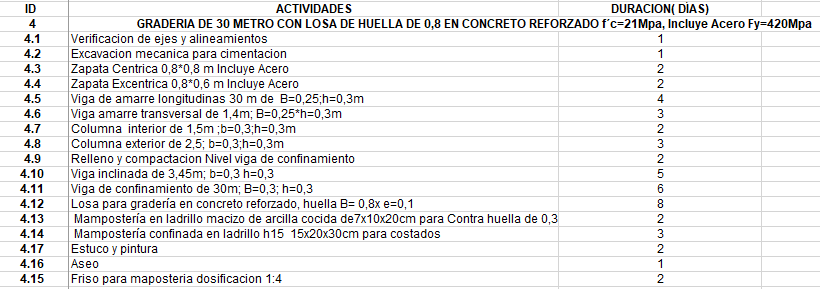 ID ACTIVIDADES DURACION( DÌAS)
4 GRADERIA DE 30 METRO CON LOSA DE HUELLA DE 0,8 EN CONCRETO REFORZADO f´c=21Mpa, Incluye Acero Fy=420Mpa
4.1 Verificacion de ejes y alineamientos 1
4.2 Excavacion mecanica para cimentacion 1
4.3 Zapata Centrica 0,8*0,8 m Incluye Acero 2
4.4 Zapata Excentrica 0,8*0,6 m Incluye Acero 2
4.5 Viga de amarre longitudinas 30 m de B=0,25;h=0,3m 4
4.6 Viga amarre transversal de 1,4m; B=0,25*h=0,3m 3
4.7 Columna interior de 1,5m ;b=0,3;h=0,3m 2
4.8 Columna exterior de 2,5; b=0,3;h=0,3m 3
4.9 Relleno y compactacion Nivel viga de confinamiento 2
4.10 Viga inclinada de 3,45m; b=0,3 h=0,3 5
4.11 Viga de confinamiento de 30m; B=0,3; h=0,3 6
4.12 Losa para gradería en concreto reforzado, huella B= 0,8x e=0,1 8
4.13 Mampostería en ladrillo macizo de arcilla cocida de7x10x20cm para Contra huella de 0,3 2
4.14 Mampostería confinada en ladrillo h15 15x20x30cm para costados 3
4.17 Estuco y pintura 2
4.16 Aseo 1
4.15 Friso para maposteria dosificacion 1:4 2